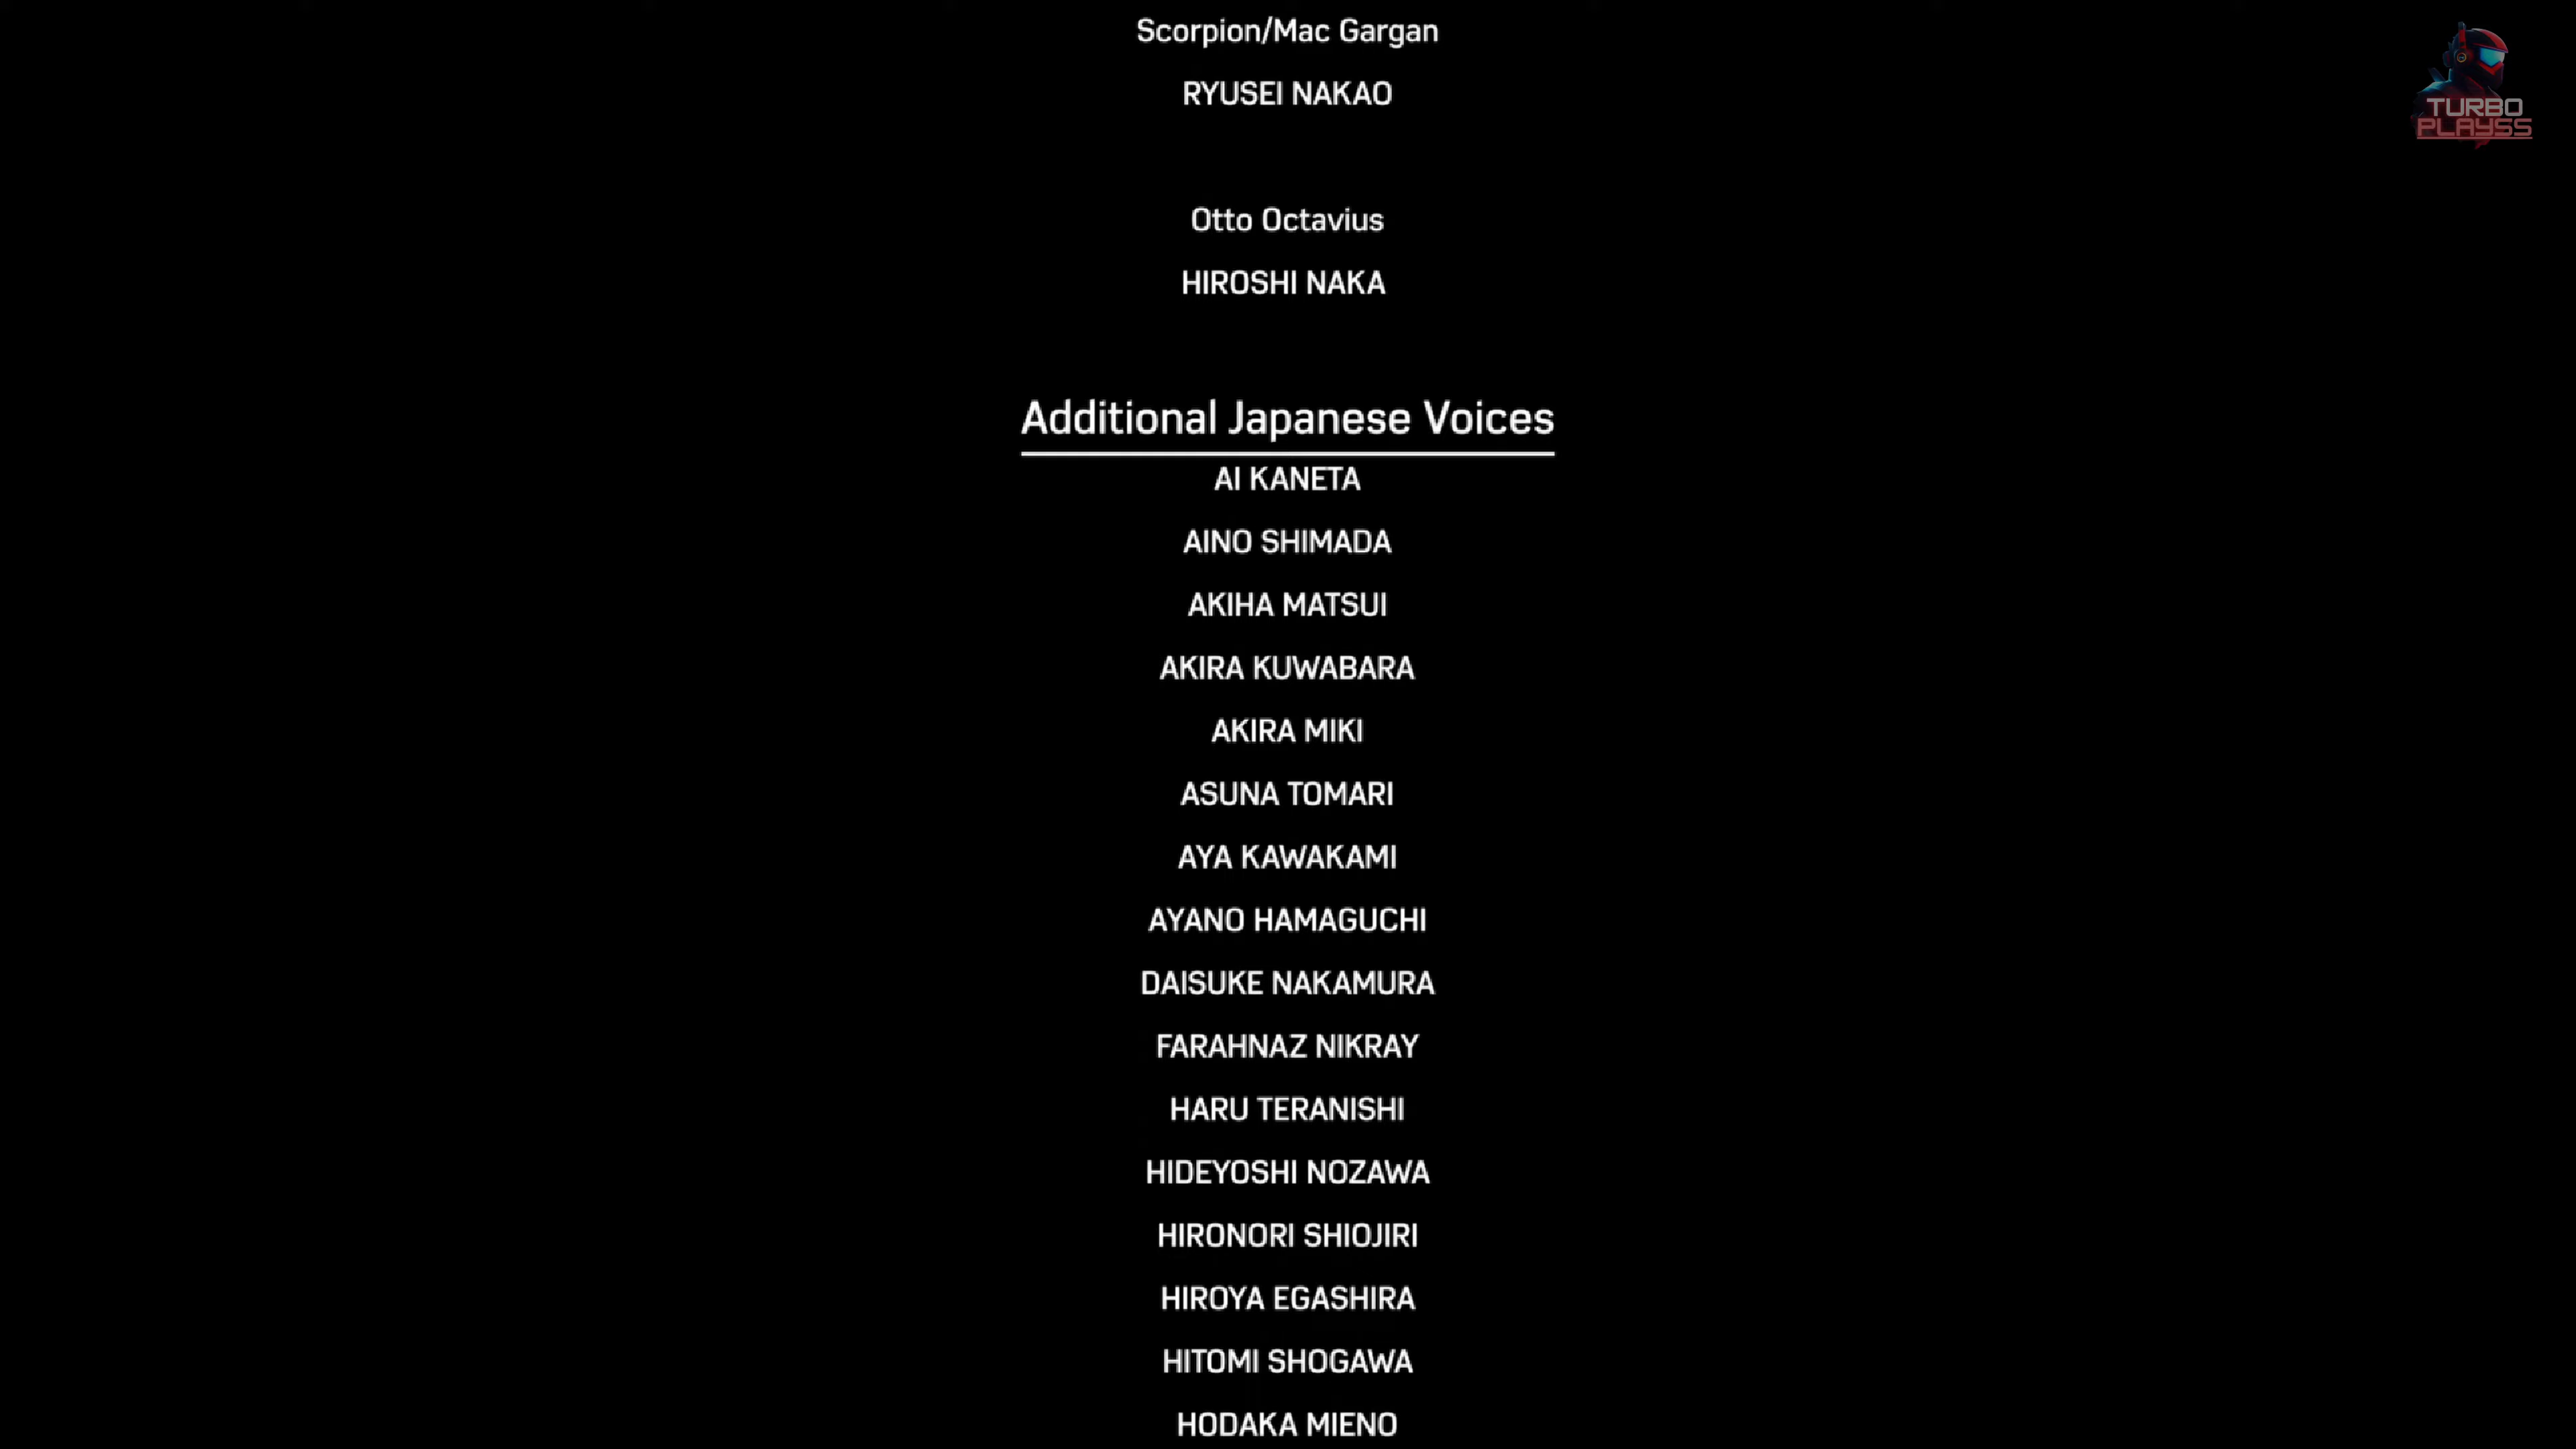 Scorpion/Mac Gargan
RYUSEI NAKAO
Otto Octavius
HIROSHI NAKA
Additional Japanese Voices
AI KANETA
AINO SHIMADA
AKIHA MATSUI
AKIRA KUWABARA
AKIRA MIKI
ASUNA TOMARI
AYA KAWAKAMI
AYANO HAMAGUCHI
DAISUKE NAKAMURA
FARAHNAZ NIKRAY
HARU TERANISHI
HIDEYOSHI NOZAWA
HIRONORI SHIOJIRI
HIROYA EGASHIRA
HITOMI SHOGAWA
HODAKA MIENO
TURBO
PLAYSS